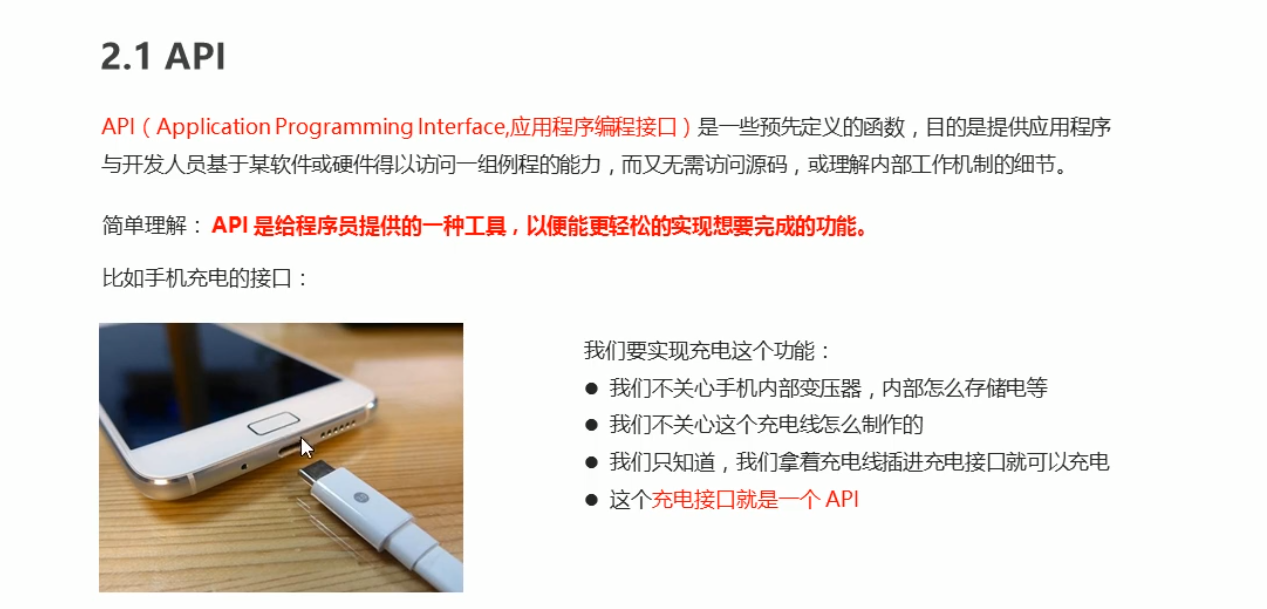 2.1 API
API（Application Programming Interface,应用程序编程接口）是一些预先定义的函数，目的是提供应用程序
与开发人员基于某软件或硬件得以访问一组例程的能力，而又无需访问源码，或理解内部工作机制的细节。
简单理解： API 是给程序员提供的一种工具，以便能更轻松的实现想要完成的功能。
比如手机充电的接口：
我们要实现充电这个功能：
● 我们不关心手机内部变压器，内部怎么存储电等
● 我们不关心这个充电线怎么制作的
● 我们只知道，我们拿着充电线插进充电接口就可以充电
● 这个充电接口就是一个 API